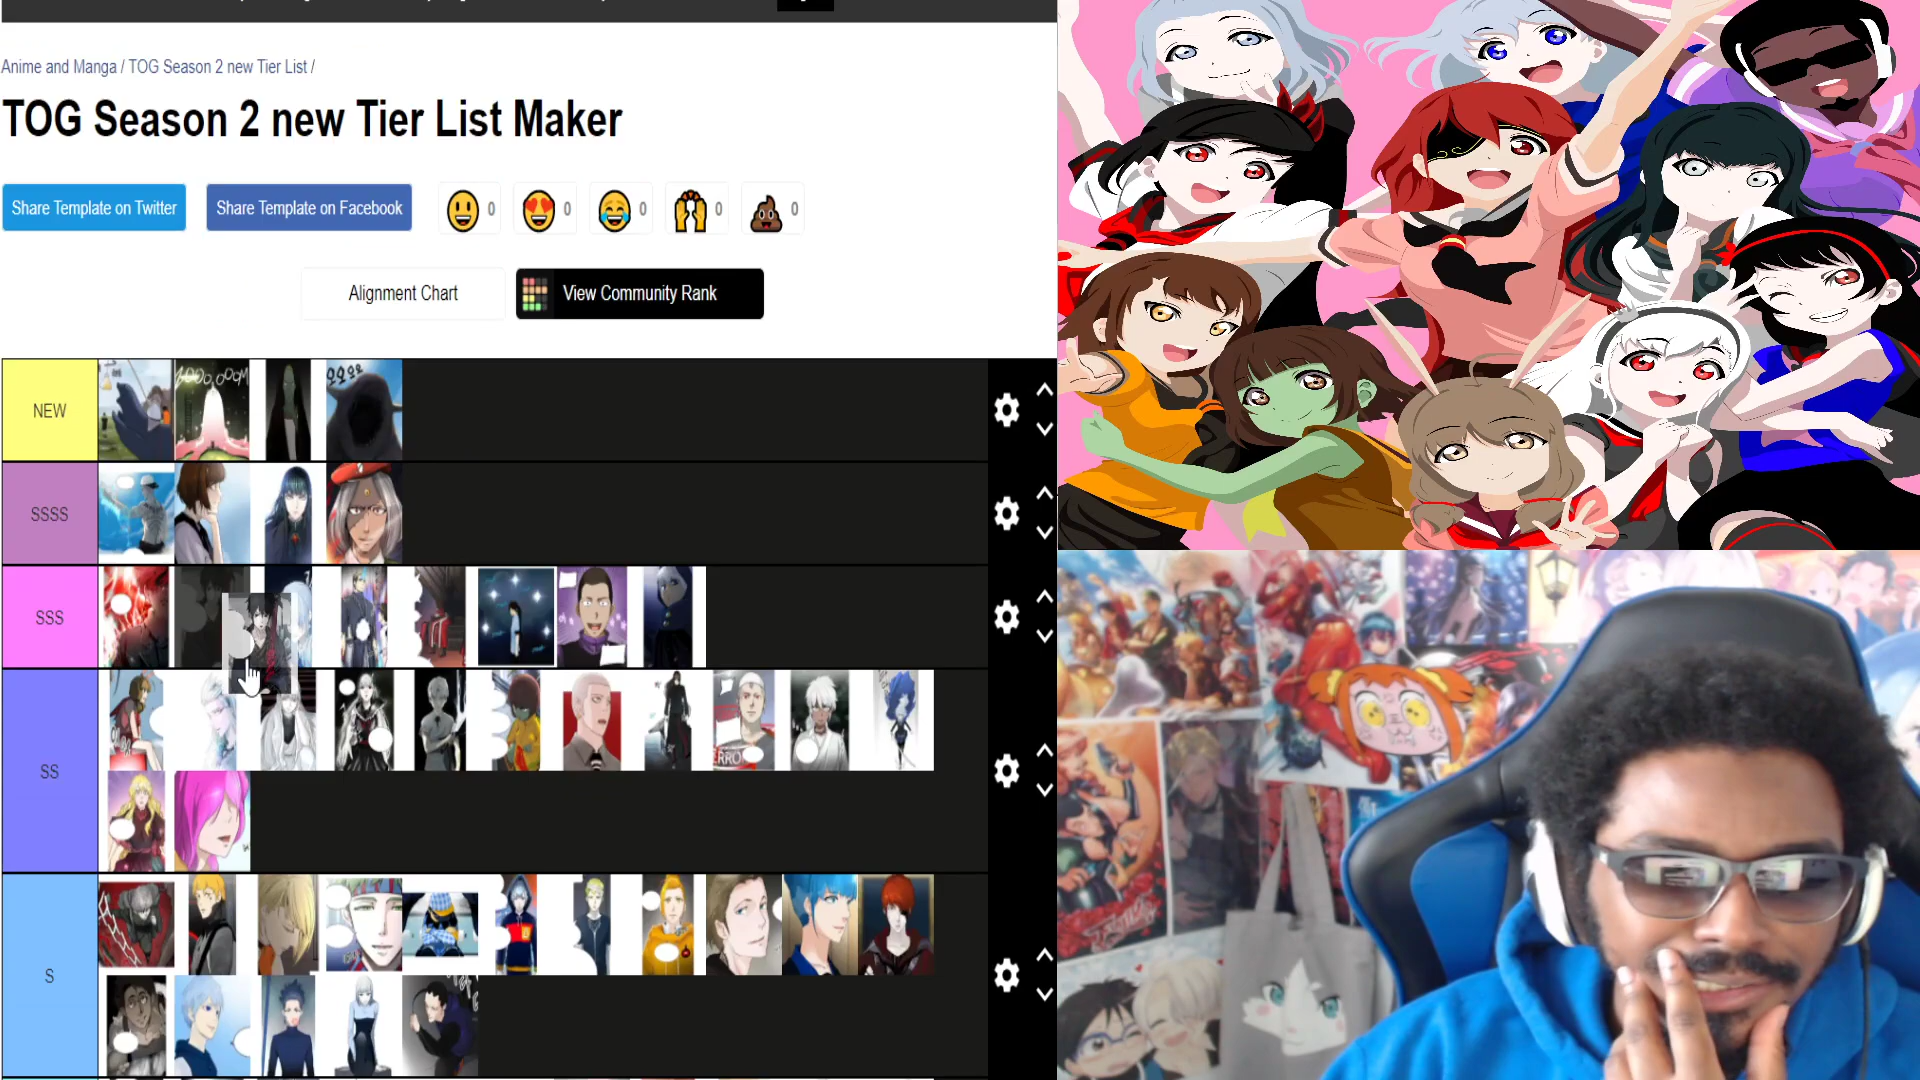 Anime and Manga / TOG Season 2 new Tier List /
TOG Season 2 new Tier List Maker
Share Template on Twitter
Share Template on Facebook
0
0
0
0
0
Alignment Chart
View Community Rank
NEW
SSSS
SSS
SS
S